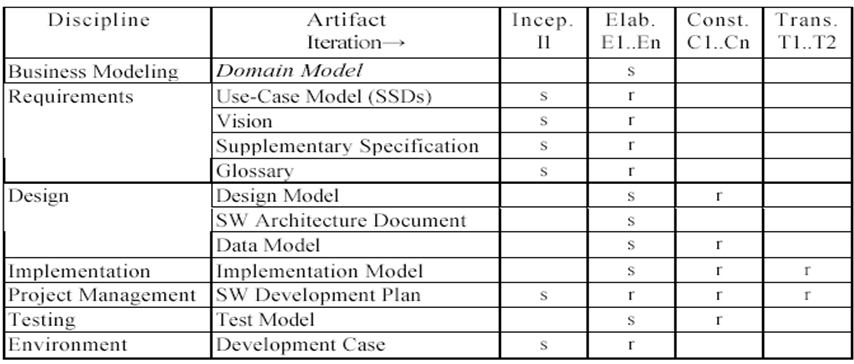 Discipline Artifact Incep. Elab. Const. Trans.
Iteration→ I1 E1..En C1..Cn T1..T2
Business Modeling Domain Model s
Requirements Use-Case Model (SSDs) s r
Vision s r
Supplementary Specification s r
Glossary s r
Design Design Model s r
SW Architecture Document s
Data Model s r
Implementation Implementation Model s r r
Project Management SW Development Plan s r r r
Testing Test Model s r
Environment Development Case s r